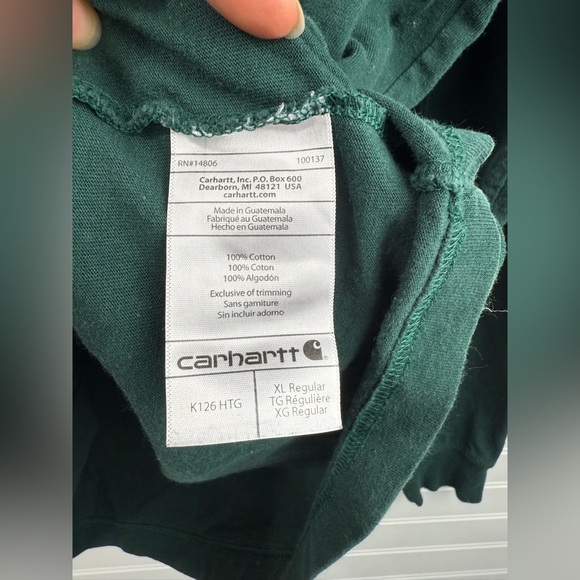 RN#14806 100137
Carhartt, Inc. P.O. Box 600
Dearborn, MI 48121 USA
carhartt.com
Made in Guatemala
Fabriqué au Guatemala
Hecho en Guatemala
100% Cotton
100% Coton
100% Algodón
Exclusive of trimming
Sans garniture
Sin incluir adorno
carhartt
K126 HTG
XL Regular
TG Régulière
XG Regular